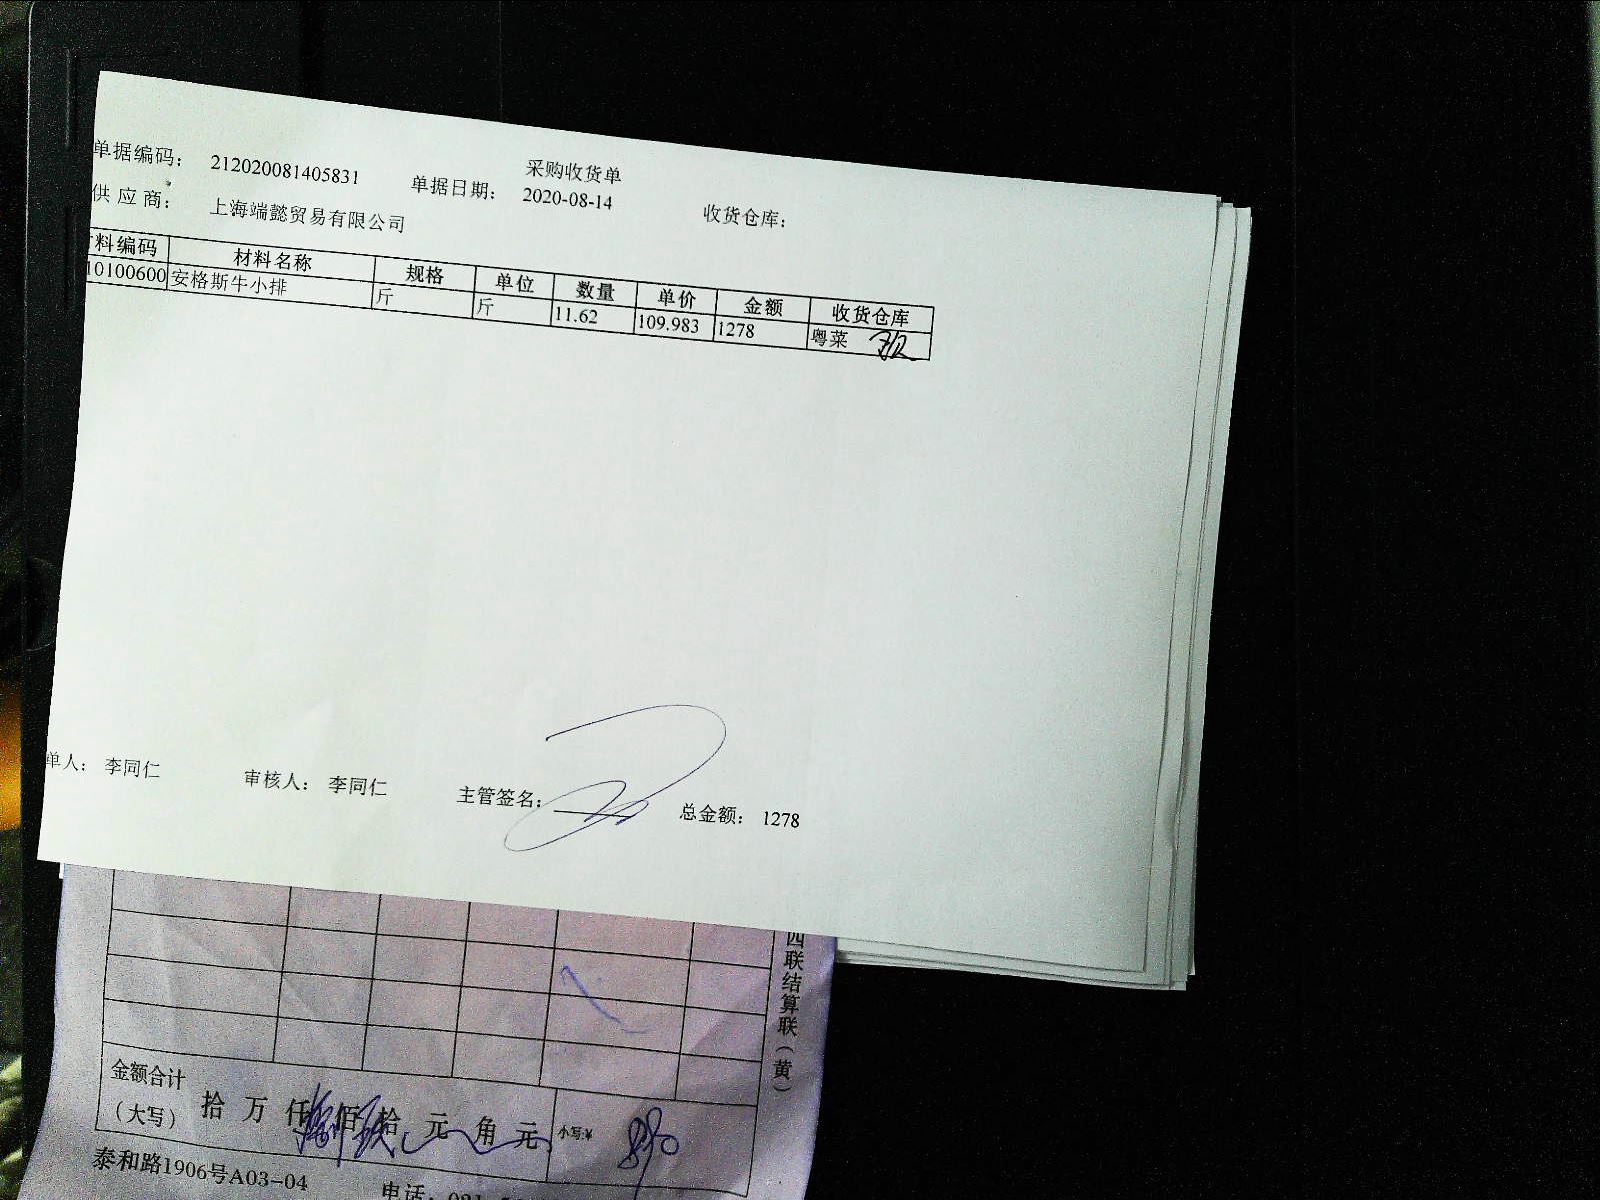 采购收货单
单据编码： 212020081405831 单据日期： 2020-08-14 收货仓库：
供应商： 上海端懿贸易有限公司
料编码 材料名称 规格 单位 数量 单价 金额 收货仓库
10100600 安格斯牛小排 斤 斤 11.62 109.983 1278 粤菜
单人： 李同仁 审核人： 李同仁 主管签名： 总金额： 1278
四联结算联（黄）
金额合计
（大写） 拾 万 仟 佰 拾 元 角 元 小写:¥ 890
泰和路1906号A03-04 电话：021